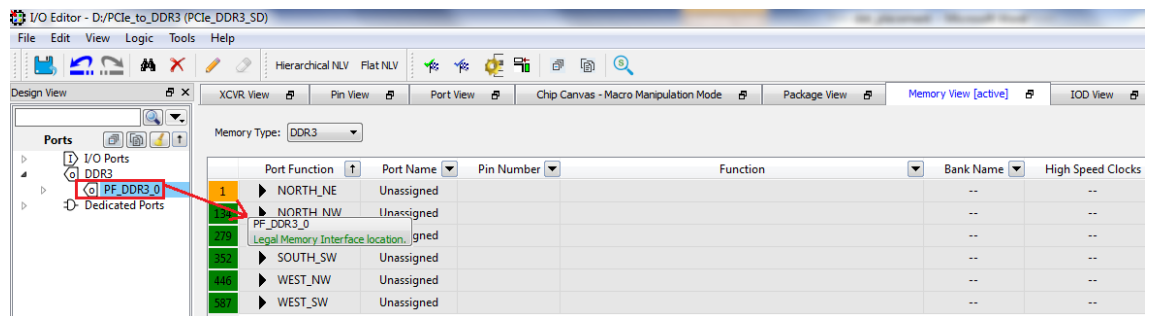 I/O Editor - D:/PCIe_to_DDR3 (PCIe_DDR3_SD)
File Edit View Logic Tools Help
Hierarchical NLV Flat NLV
Design View
XCVR View Pin View Port View Chip Canvas - Macro Manipulation Mode Package View Memory View [active] IOD View
Ports
Memory Type: DDR3
I/O Ports
DDR3
PF_DDR3_0
Dedicated Ports
Port Function Port Name Pin Number Function Bank Name High Speed Clocks
1 NORTH_NE Unassigned -- --
134 NORTH_NW Unassigned -- --
PF_DDR3_0
Legal Memory Interface location.
279 gned -- --
352 SOUTH_SW Unassigned -- --
446 WEST_NW Unassigned -- --
587 WEST_SW Unassigned -- --